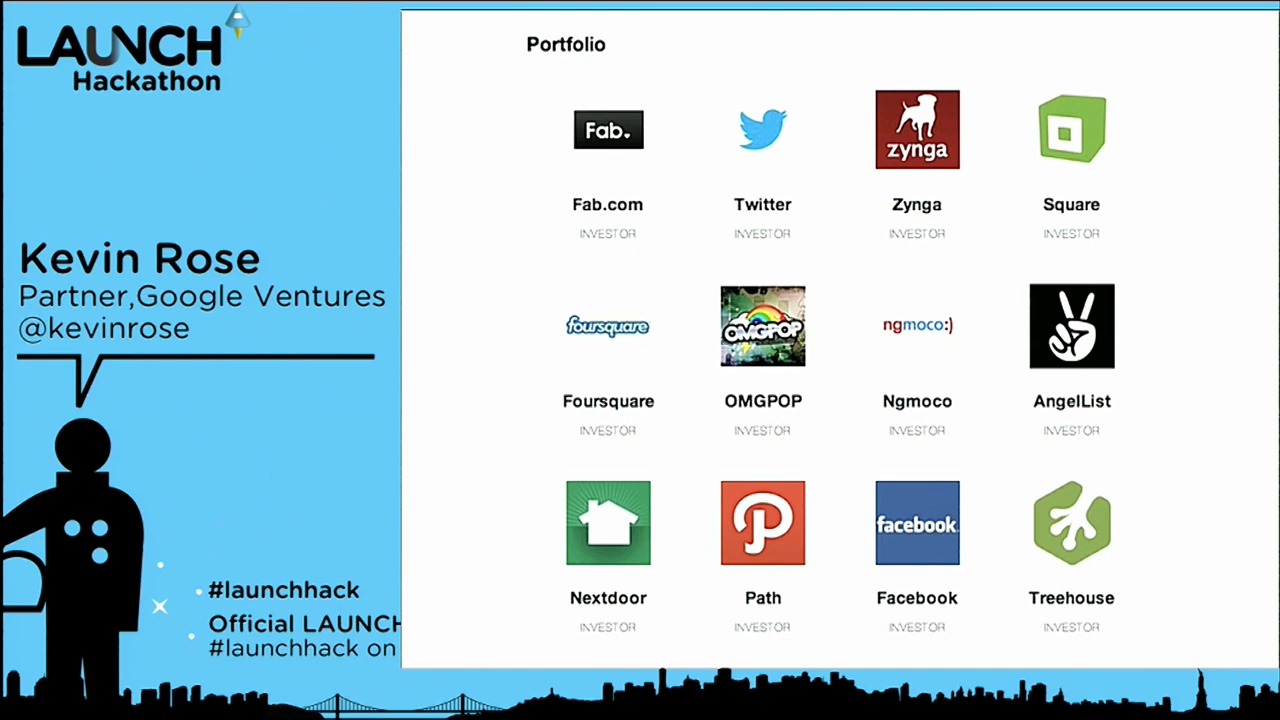 LAUNCH
Hackathon
Kevin Rose
Partner,Google Ventures
@kevinrose
#launchhack
Official LAUNCH
#launchhack on
Portfolio
Fab.
zynga
Fab.com
Twitter
Zynga
Square
INVESTOR
INVESTOR
INVESTOR
INVESTOR
foursquare
OMGPOP
ngmoco:)
Foursquare
OMGPOP
Ngmoco
AngelList
INVESTOR
INVESTOR
INVESTOR
INVESTOR
facebook
Nextdoor
Path
Facebook
Treehouse
INVESTOR
INVESTOR
INVESTOR
INVESTOR